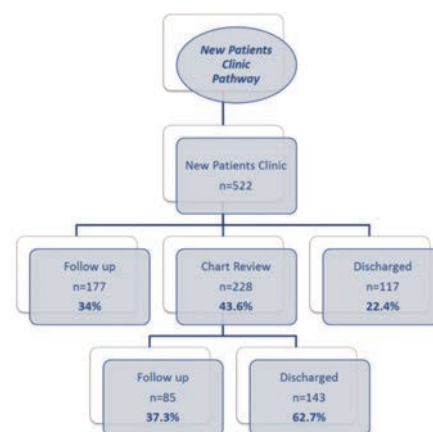 New Patients
Clinic
Pathway
New Patients Clinic
n=522
Follow up
n=177
34%
Chart Review
n=228
43.6%
Discharged
n=117
22.4%
Follow up
n=85
37.3%
Discharged
n=143
62.7%